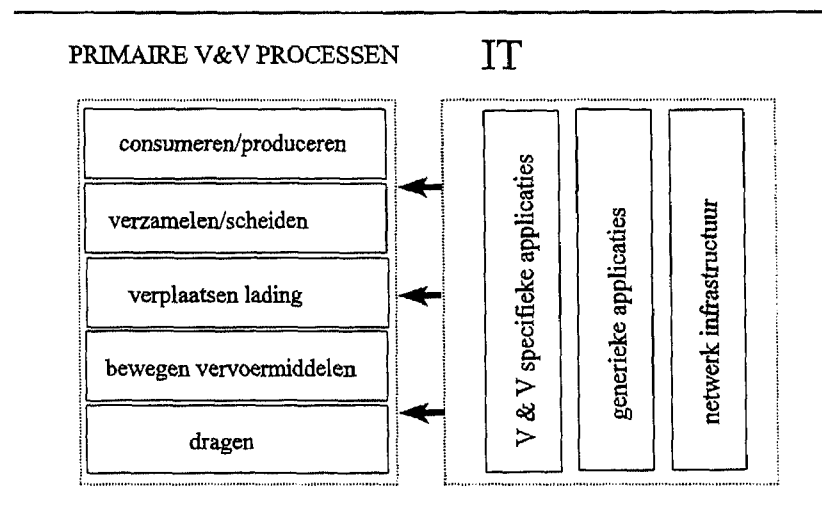 PRIMAIRE V&V PROCESSEN
IT
consumeren/produceren
verzamelen/scheiden
verplaatsen lading
bewegen vervoermiddelen
dragen
V & V specifieke applicaties
generieke applicaties
netwerk infrastructuur